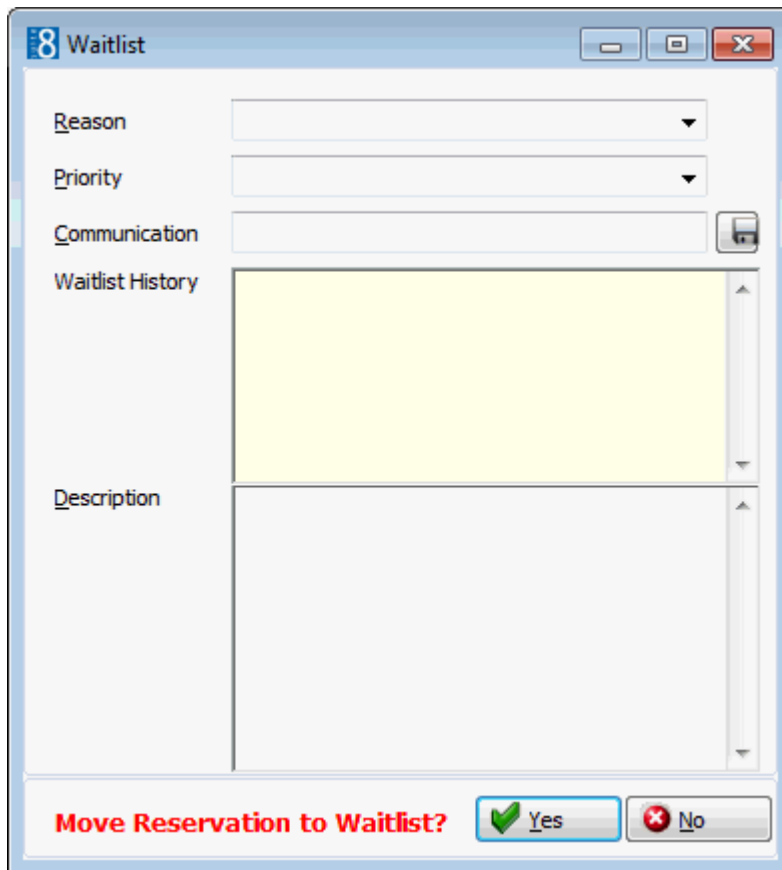 8 Waitlist
Reason
Priority
Communication
Waitlist History
Description
Move Reservation to Waitlist? Yes No